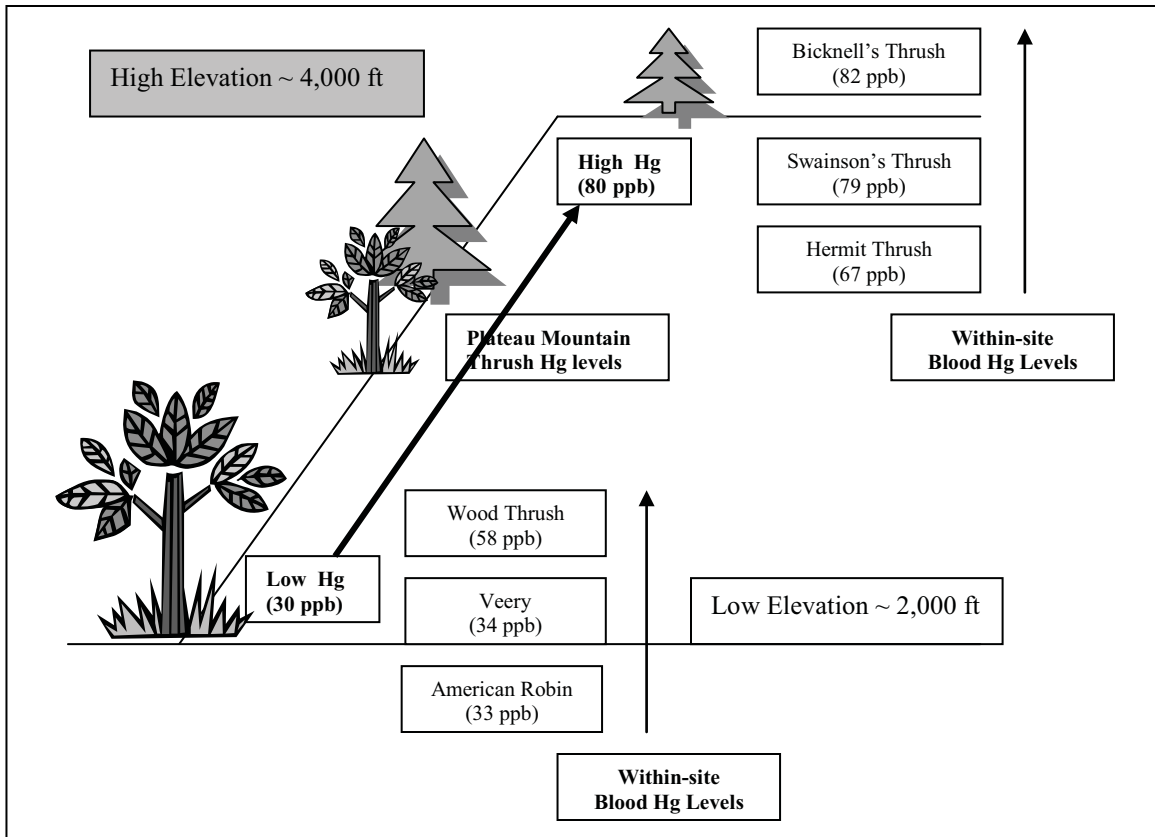 High Elevation ~ 4,000 ft
Bicknell’s Thrush
(82 ppb)
High Hg
(80 ppb)
Swainson’s Thrush
(79 ppb)
Hermit Thrush
(67 ppb)
Plateau Mountain
Thrush Hg levels
Within-site
Blood Hg Levels
Wood Thrush
(58 ppb)
Low Hg
(30 ppb)
Veery
(34 ppb)
Low Elevation ~ 2,000 ft
American Robin
(33 ppb)
Within-site
Blood Hg Levels